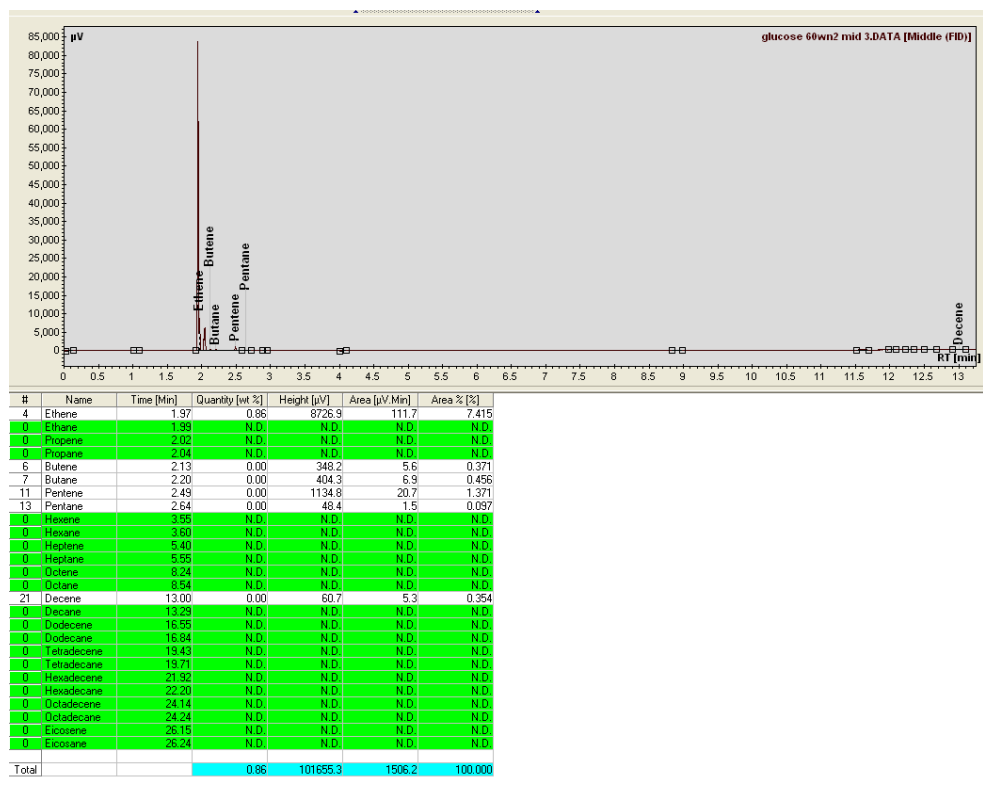 µV
glucose 60wn2 mid 3.DATA [Middle (FID)]
85,000
80,000
75,000
70,000
65,000
60,000
55,000
50,000
45,000
40,000
35,000
30,000
25,000
20,000
15,000
10,000
5,000
0
Ethene
Butene
Butane
Pentene
Pentane
Decene
RT [min]
0 0.5 1 1.5 2 2.5 3 3.5 4 4.5 5 5.5 6 6.5 7 7.5 8 8.5 9 9.5 10 10.5 11 11.5 12 12.5 13
# Name Time [Min] Quantity [wt %] Height [µV] Area [µV.Min] Area % [%]
4 Ethene 1.97 0.86 8726.9 111.7 7.415
0 Ethane 1.99 N.D. N.D. N.D. N.D.
0 Propene 2.02 N.D. N.D. N.D. N.D.
0 Propane 2.04 N.D. N.D. N.D. N.D.
6 Butene 2.13 0.00 348.2 5.6 0.371
7 Butane 2.20 0.00 404.3 6.9 0.456
11 Pentene 2.49 0.00 1134.8 20.7 1.371
13 Pentane 2.64 0.00 48.4 1.5 0.097
0 Hexene 3.55 N.D. N.D. N.D. N.D.
0 Hexane 3.60 N.D. N.D. N.D. N.D.
0 Heptene 5.40 N.D. N.D. N.D. N.D.
0 Heptane 5.55 N.D. N.D. N.D. N.D.
0 Octene 8.24 N.D. N.D. N.D. N.D.
0 Octane 8.54 N.D. N.D. N.D. N.D.
21 Decene 13.00 0.00 60.7 5.3 0.354
0 Decane 13.29 N.D. N.D. N.D. N.D.
0 Dodecene 16.55 N.D. N.D. N.D. N.D.
0 Dodecane 16.84 N.D. N.D. N.D. N.D.
0 Tetradecene 19.43 N.D. N.D. N.D. N.D.
0 Tetradecane 19.71 N.D. N.D. N.D. N.D.
0 Hexadecene 21.92 N.D. N.D. N.D. N.D.
0 Hexadecane 22.20 N.D. N.D. N.D. N.D.
0 Octadecene 24.14 N.D. N.D. N.D. N.D.
0 Octadecane 24.24 N.D. N.D. N.D. N.D.
0 Eicosene 26.15 N.D. N.D. N.D. N.D.
0 Eicosane 26.24 N.D. N.D. N.D. N.D.
Total 0.86 101655.3 1506.2 100.000